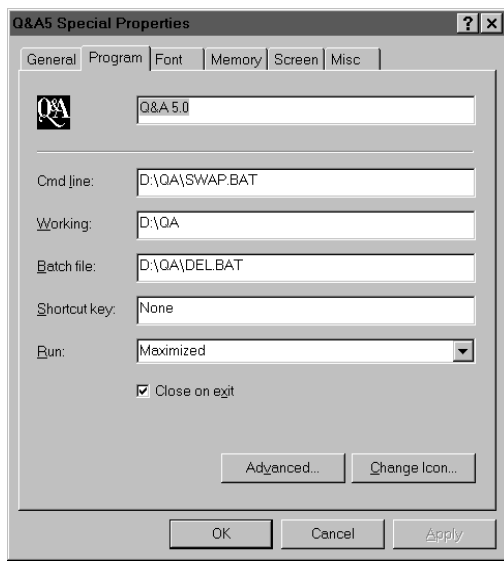 Q&A5 Special Properties ? ×
General Program Font Memory Screen Misc
Q&A Q&A 5.0
Cmd line: D:\QA\SWAP.BAT
Working: D:\QA
Batch file: D:\QA\DEL.BAT
Shortcut key: None
Run: Maximized
Close on exit
Advanced... Change Icon...
OK Cancel Apply